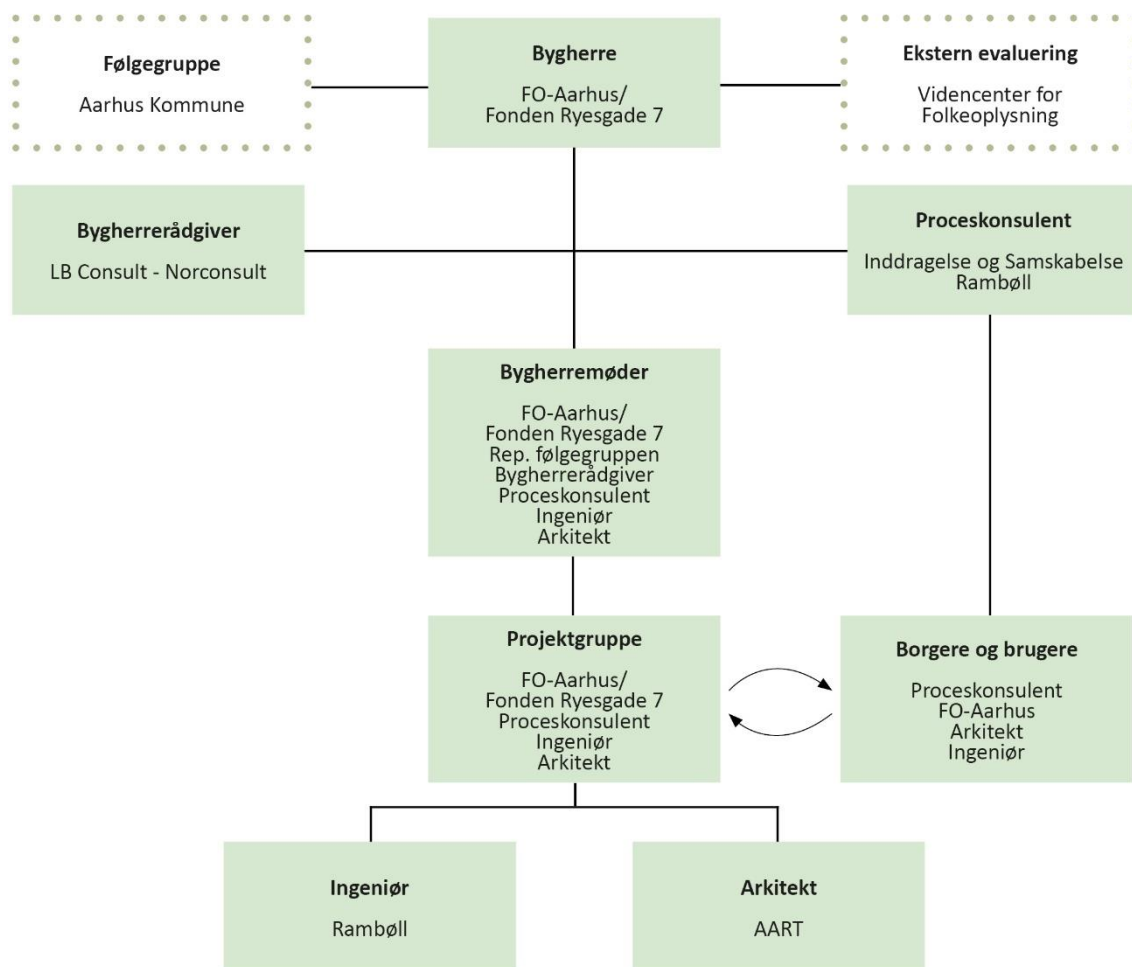 Følgegruppe
Aarhus Kommune
Bygherre
FO-Aarhus/
Fonden Ryesgade 7
Ekstern evaluering
Videncenter for
Folkeoplysning
Bygherrerådgiver
LB Consult - Norconsult
Proceskonsulent
Inddragelse og Samskabelse
Rambøll
Bygherremøder
FO-Aarhus/
Fonden Ryesgade 7
Rep. følgegruppen
Bygherrerådgiver
Proceskonsulent
Ingeniør
Arkitekt
Projektgruppe
FO-Aarhus/
Fonden Ryesgade 7
Proceskonsulent
Ingeniør
Arkitekt
Borgere og brugere
Proceskonsulent
FO-Aarhus
Arkitekt
Ingeniør
Ingeniør
Rambøll
Arkitekt
AART